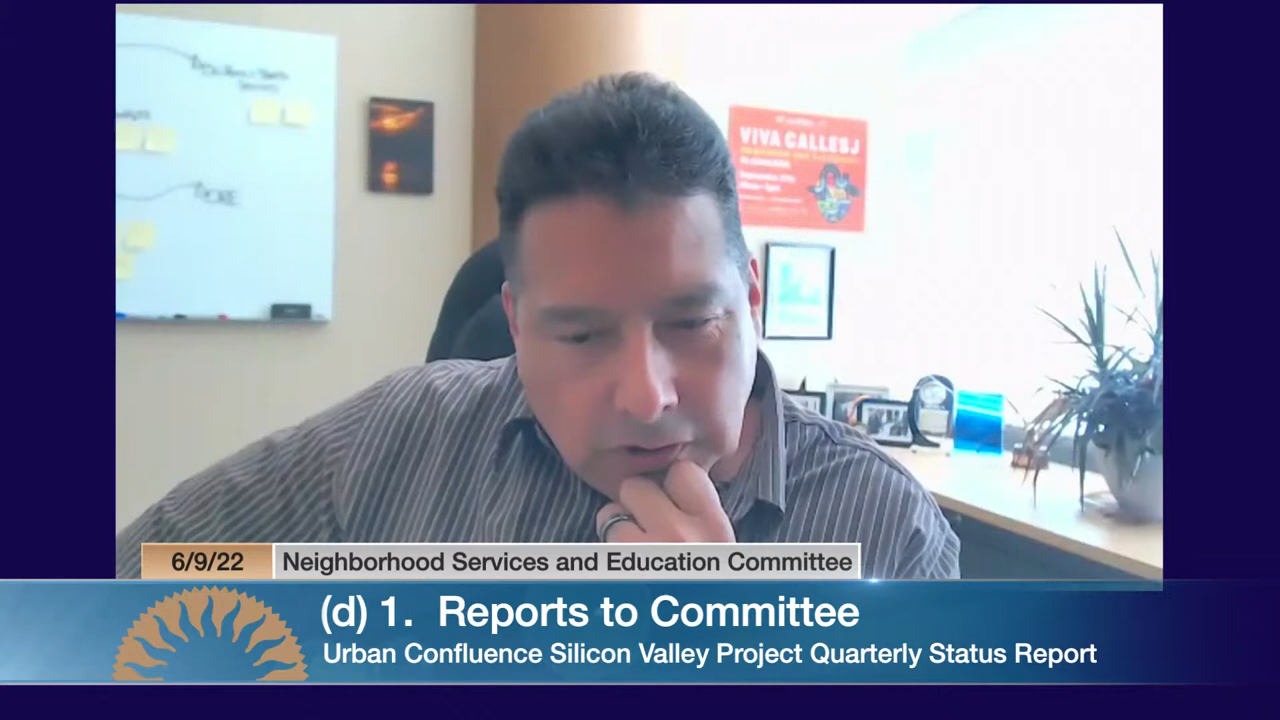 VIVA CALLESJ
6/9/22
Neighborhood Services and Education Committee
(d) 1. Reports to Committee
Urban Confluence Silicon Valley Project Quarterly Status Report